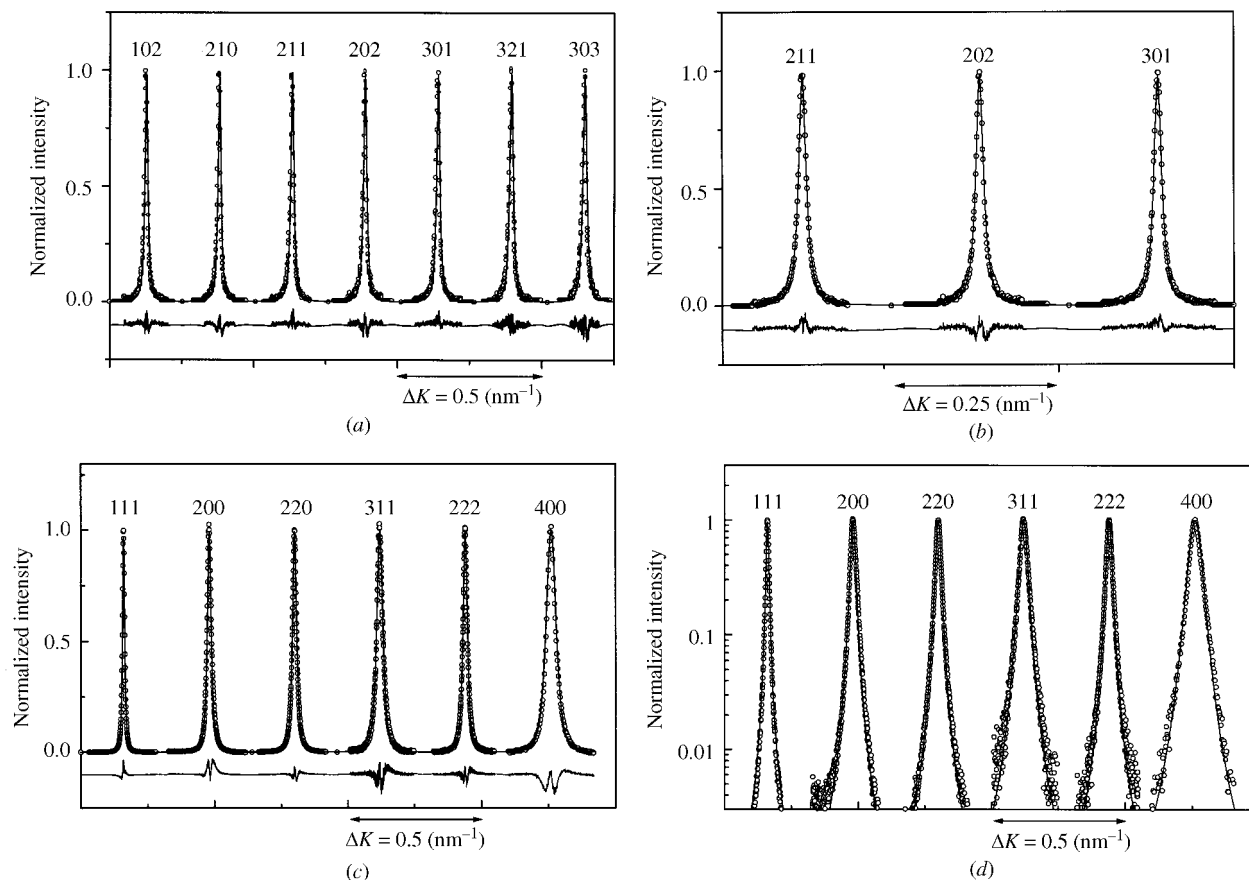 102 210 211 202 301 321 303
1.0
0.5
0.0
Normalized intensity
ΔK = 0.5 (nm⁻¹)
(a)
211 202 301
1.0
0.5
0.0
Normalized intensity
ΔK = 0.25 (nm⁻¹)
(b)
111 200 220 311 222 400
1.0
0.5
0.0
Normalized intensity
ΔK = 0.5 (nm⁻¹)
(c)
111 200 220 311 222 400
1
0.1
0.01
Normalized intensity
ΔK = 0.5 (nm⁻¹)
(d)